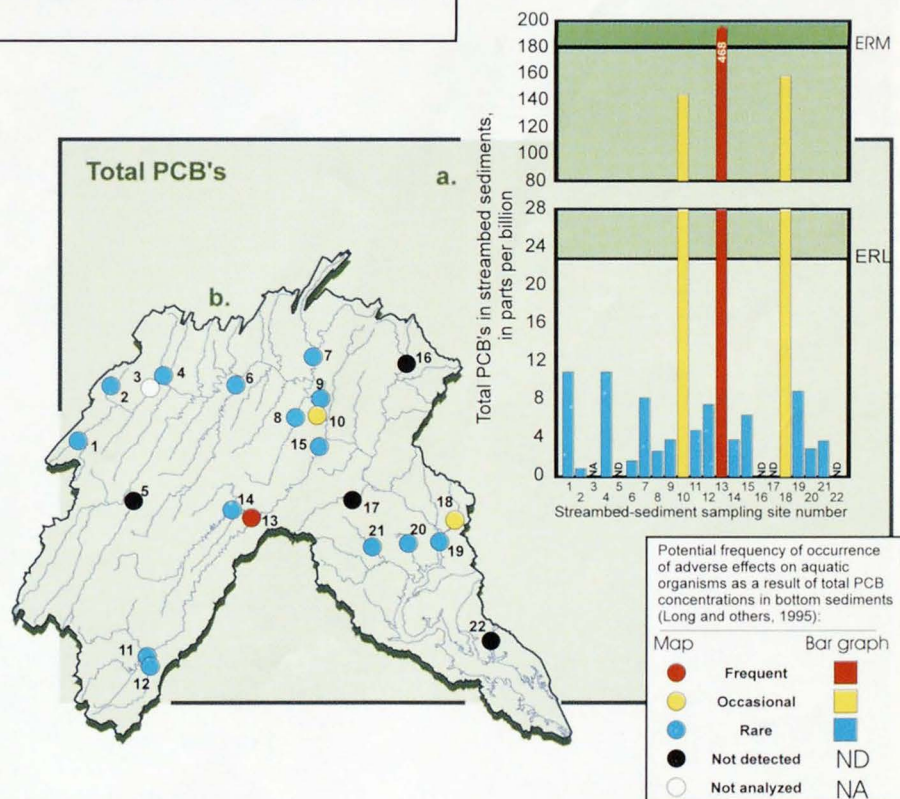 Total PCB's
a.
b.
Total PCB's in streambed sediments,
in parts per billion
200
180
160
140
120
100
80
468
ERM
28
24
20
16
12
8
4
0
ERL
NA
ND
ND
ND
ND
1 3 5 7 9 11 13 15 17 19 21
2 4 6 8 10 12 14 16 18 20 22
Streambed-sediment sampling site number
1
2
3
4
5
6
7
8
9
10
11
12
13
14
15
16
17
18
19
20
21
22
Potential frequency of occurrence
of adverse effects on aquatic
organisms as a result of total PCB
concentrations in bottom sediments
(Long and others, 1995):
Map Bar graph
Frequent
Occasional
Rare
Not detected ND
Not analyzed NA